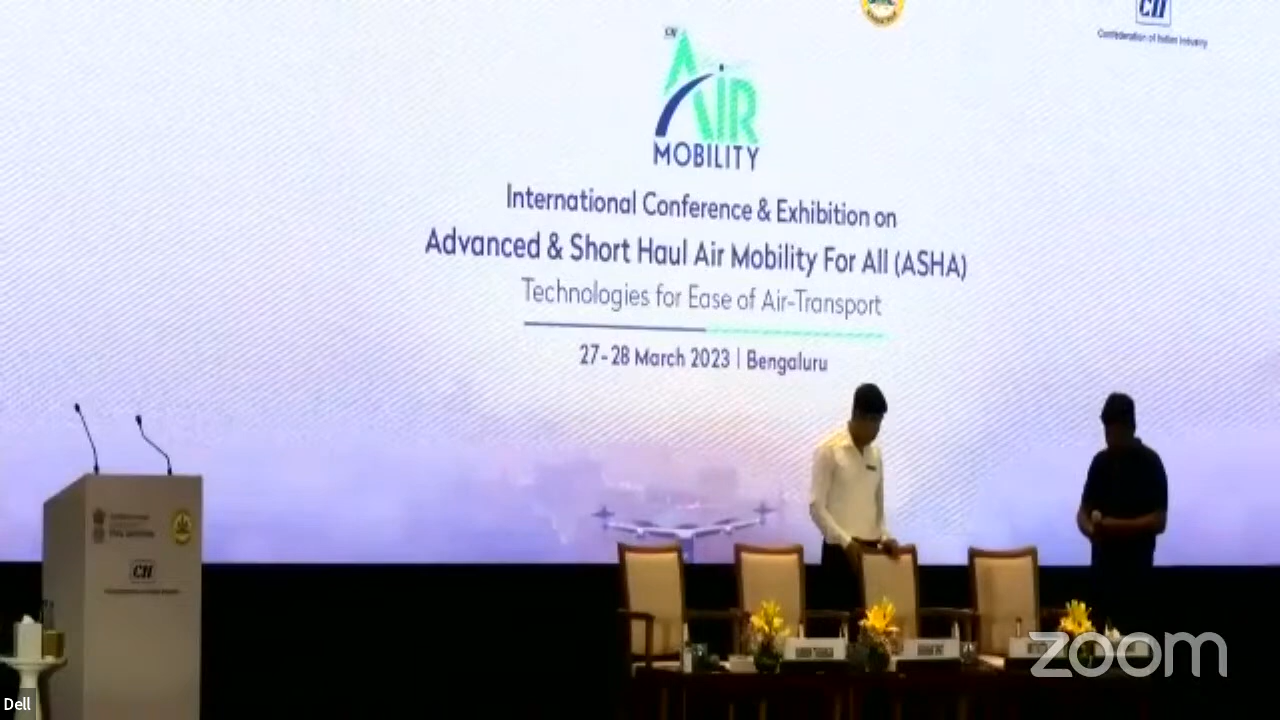 CII
Confederation of Indian Industry
CII
AIR
MOBILITY
International Conference & Exhibition on
Advanced & Short Haul Air Mobility For All (ASHA)
Technologies for Ease of Air-Transport
27-28 March 2023 | Bengaluru
CII
zoom
Dell